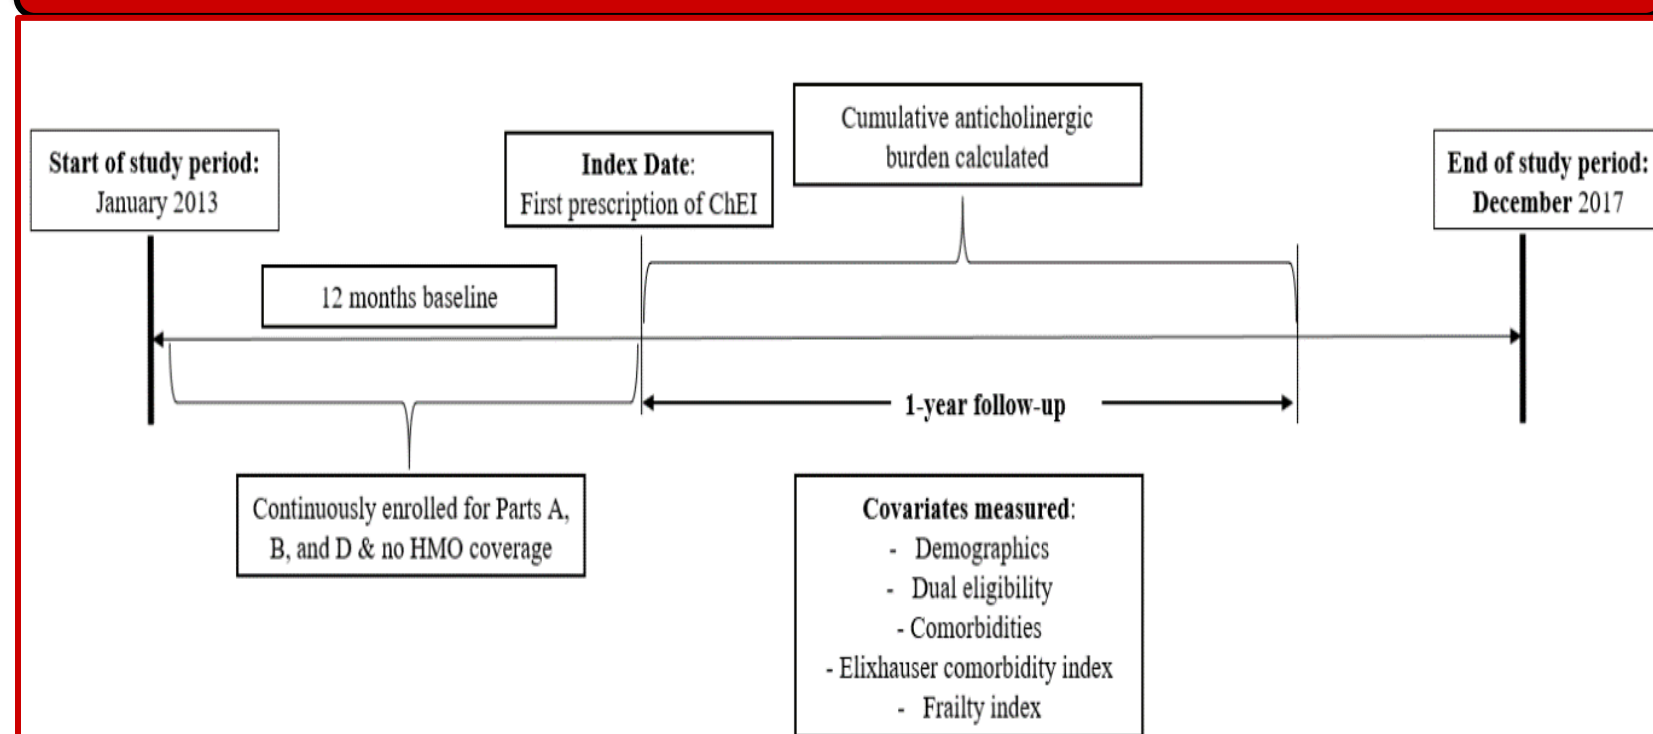 Start of study period:
January 2013
Index Date:
First prescription of ChEI
Cumulative anticholinergic
burden calculated
End of study period:
December 2017
12 months baseline
1-year follow-up
Continuously enrolled for Parts A,
B, and D & no HMO coverage
Covariates measured:
- Demographics
- Dual eligibility
- Comorbidities
- Elixhauser comorbidity index
- Frailty index